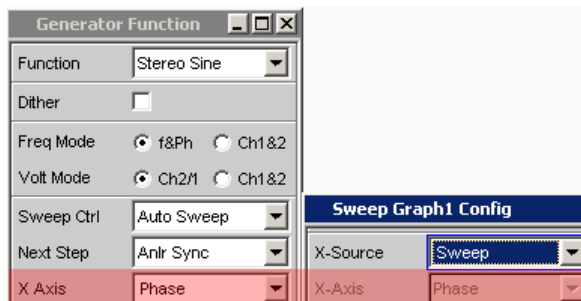 Generator Function
Function Stereo Sine
Dither
Freq Mode f&Ph Ch1&2
Volt Mode Ch2/1 Ch1&2
Sweep Ctrl Auto Sweep
Next Step Anlr Sync
X Axis Phase
Sweep Graph1 Config
X-Source Sweep
X-Axis Phase